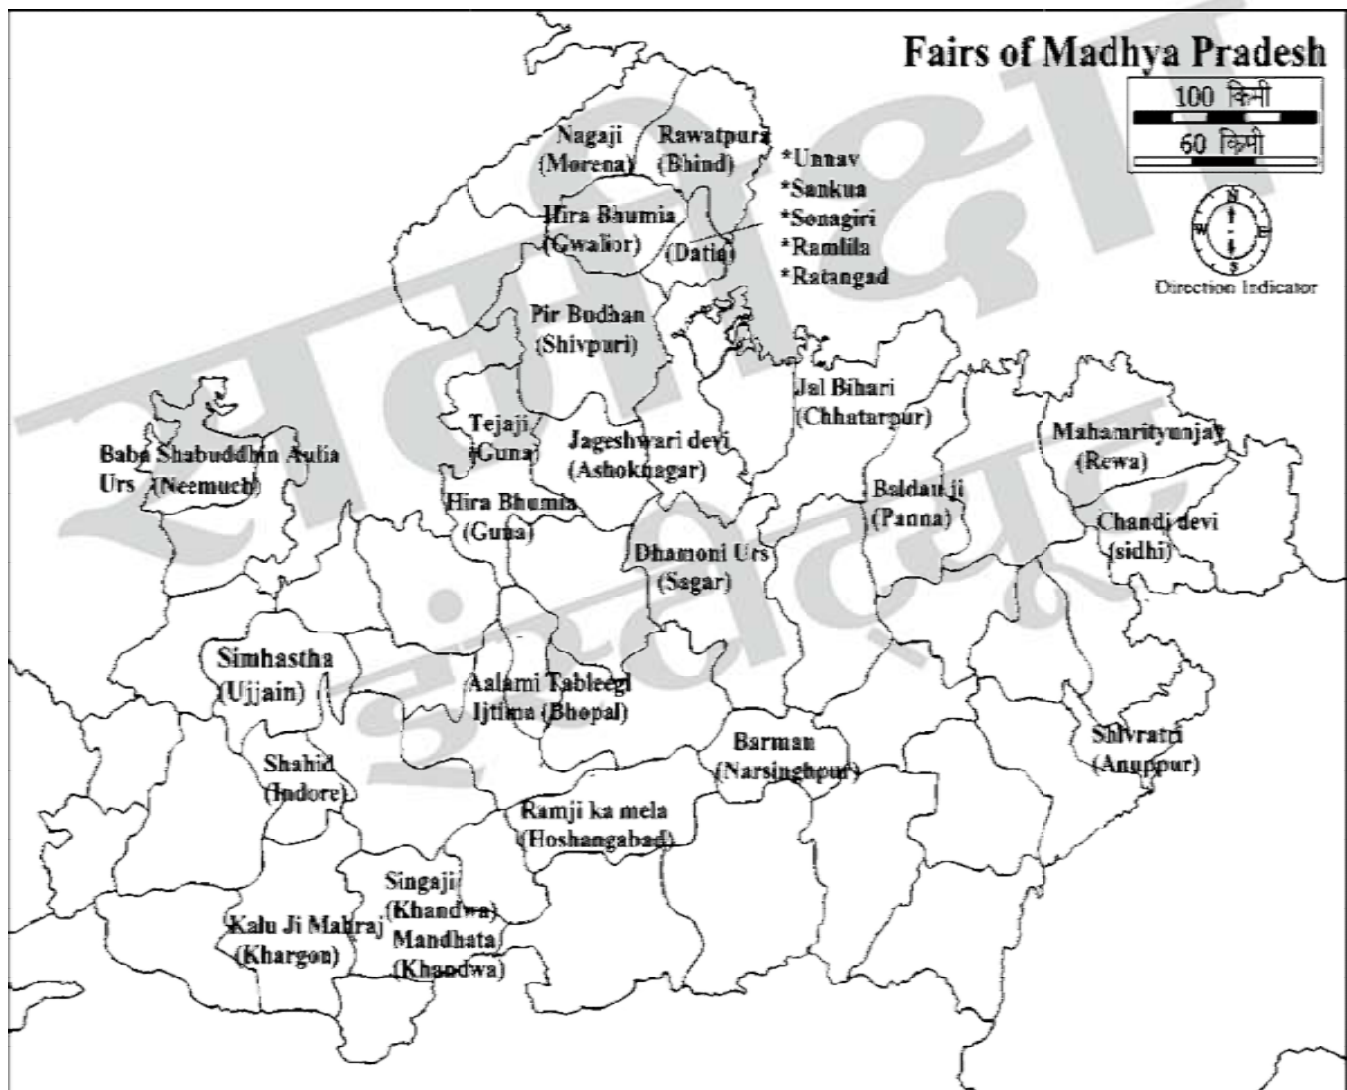 Fairs of Madhya Pradesh
100 किमी
60 किमी
N
W E
S
Direction Indicator
Nagaji
(Morena)
Rawatpura
(Bhind)
*Unnav
*Sankua
*Sonagiri
*Ramlila
*Ratangad
Hira Bhumia
(Gwalior)
(Datia)
Pir Budhan
(Shivpuri)
Jal Bihari
(Chhatarpur)
Tejaji
(Guna)
Jageshwari devi
(Ashoknagar)
Mahamrityunjay
(Rewa)
Baba Shabuddhin Aulia
Urs (Neemuch)
Hira Bhumia
(Guna)
Baldau ji
(Panna)
Chandi devi
(sidhi)
Dhamoni Urs
(Sagar)
Simhastha
(Ujjain)
Aalami Tableegi
Ijtima (Bhopal)
Barman
(Narsinghpur)
Shivratri
(Anuppur)
Shahid
(Indore)
Ramji ka mela
(Hoshangabad)
Singaji
(Khandwa)
Mandhata
(Khandwa)
Kalu Ji Mahraj
(Khargon)
समीक्षा
इंस्टिट्यूट